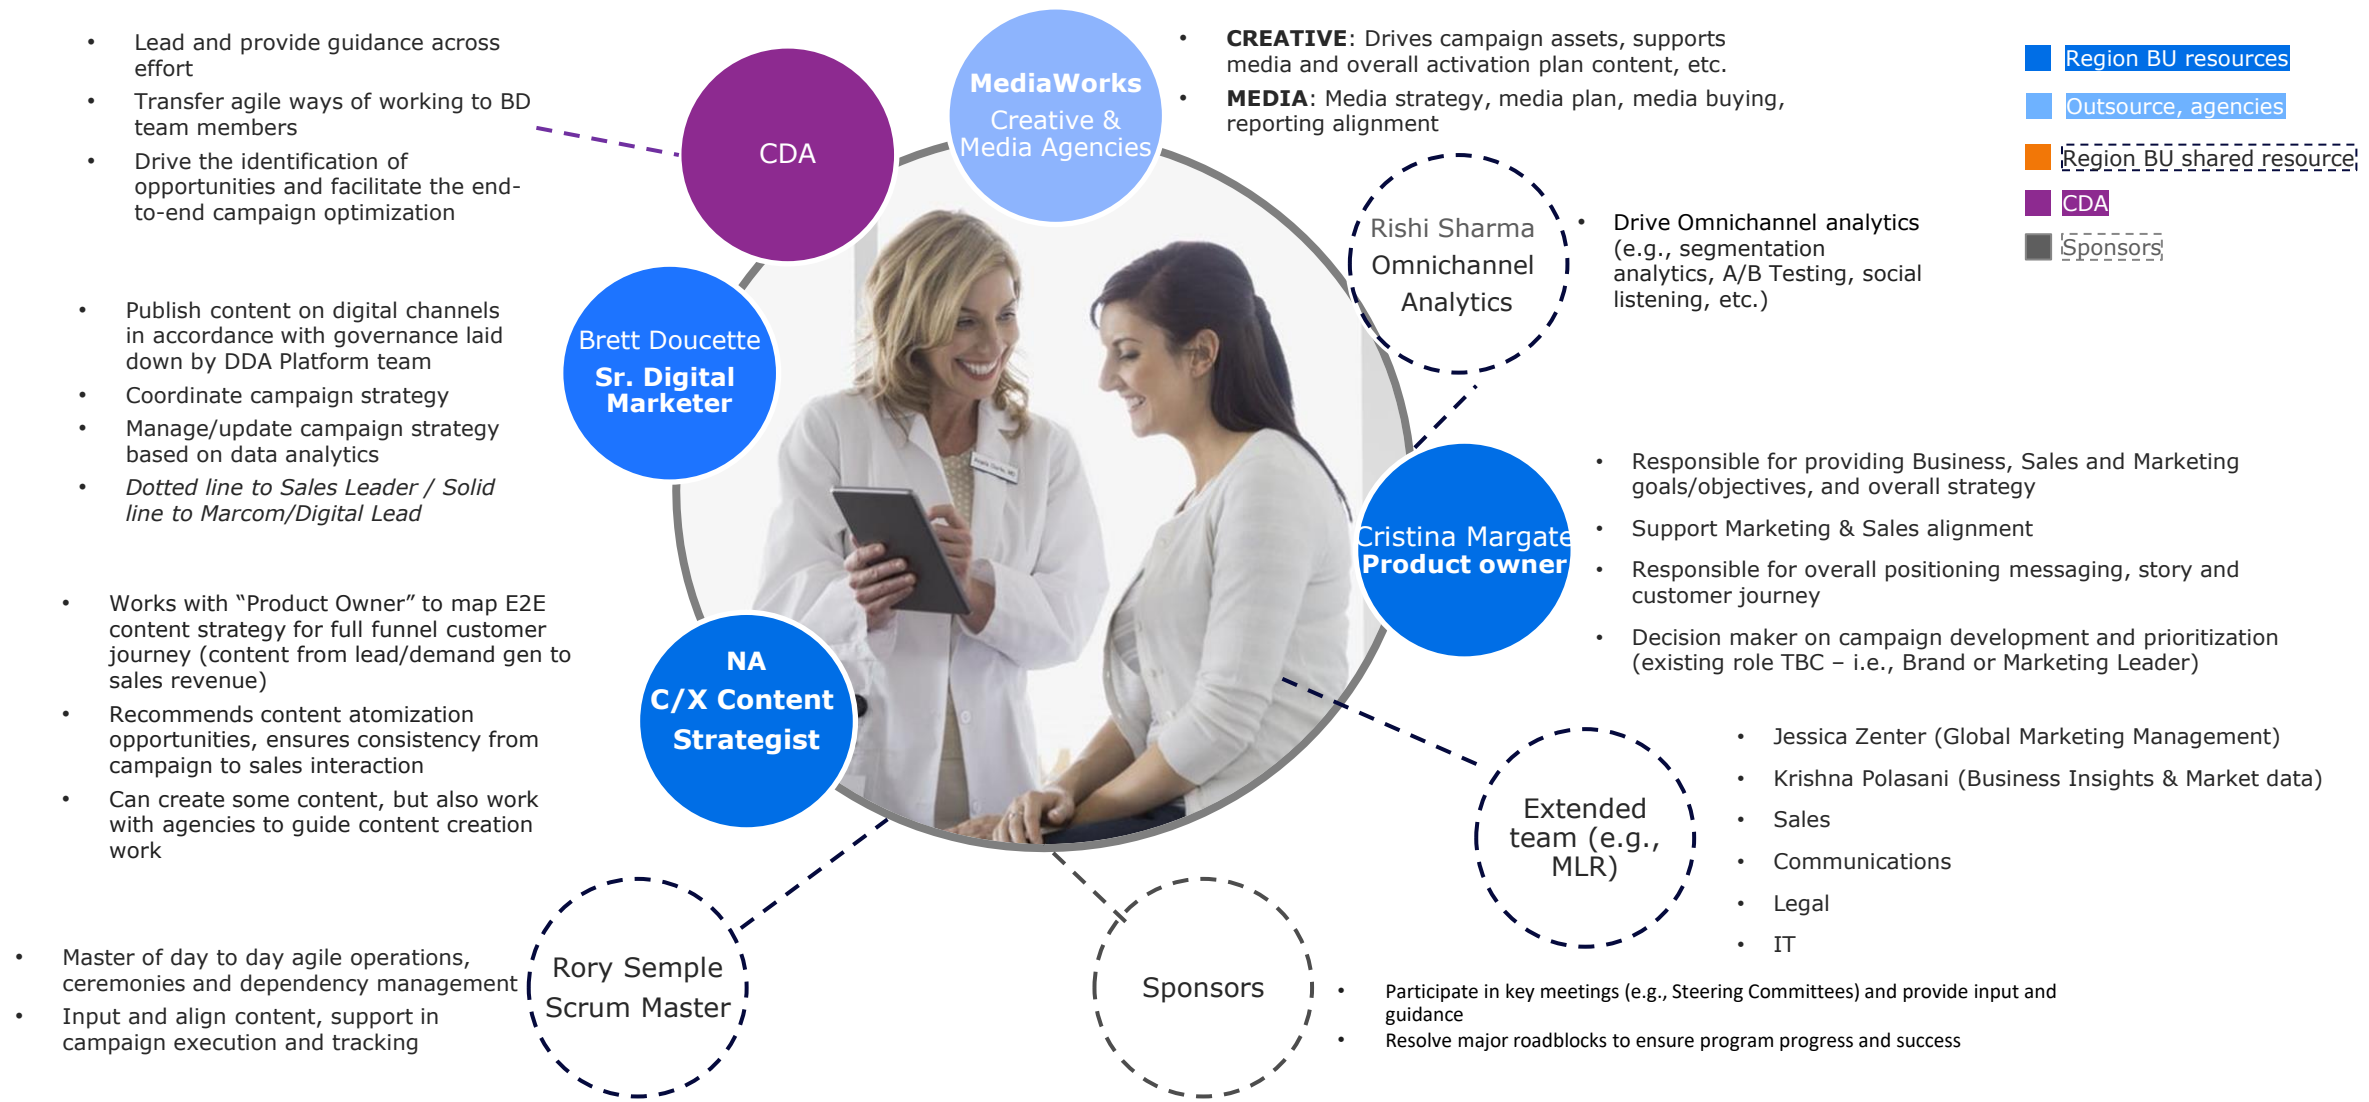 • Lead and provide guidance across
effort
• Transfer agile ways of working to BD
team members
• Drive the identification of
opportunities and facilitate the end-
to-end campaign optimization
CDA
MediaWorks
Creative &
Media Agencies
• CREATIVE: Drives campaign assets, supports
media and overall activation plan content, etc.
• MEDIA: Media strategy, media plan, media buying,
reporting alignment
Region BU resources
Outsource, agencies
Region BU shared resource
CDA
Sponsors
Rishi Sharma
Omnichannel
Analytics
• Drive Omnichannel analytics
(e.g., segmentation
analytics, A/B Testing, social
listening, etc.)
• Publish content on digital channels
in accordance with governance laid
down by DDA Platform team
• Coordinate campaign strategy
• Manage/update campaign strategy
based on data analytics
• Dotted line to Sales Leader / Solid
line to Marcom/Digital Lead
Brett Doucette
Sr. Digital
Marketer
Cristina Margate
Product owner
• Responsible for providing Business, Sales and Marketing
goals/objectives, and overall strategy
• Support Marketing & Sales alignment
• Responsible for overall positioning messaging, story and
customer journey
• Decision maker on campaign development and prioritization
(existing role TBC – i.e., Brand or Marketing Leader)
• Works with “Product Owner” to map E2E
content strategy for full funnel customer
journey (content from lead/demand gen to
sales revenue)
• Recommends content atomization
opportunities, ensures consistency from
campaign to sales interaction
• Can create some content, but also work
with agencies to guide content creation
work
NA
C/X Content
Strategist
Extended
team (e.g.,
MLR)
• Jessica Zenter (Global Marketing Management)
• Krishna Polasani (Business Insights & Market data)
• Sales
• Communications
• Legal
• IT
• Master of day to day agile operations,
ceremonies and dependency management
• Input and align content, support in
campaign execution and tracking
Rory Semple
Scrum Master
Sponsors
• Participate in key meetings (e.g., Steering Committees) and provide input and
guidance
• Resolve major roadblocks to ensure program progress and success